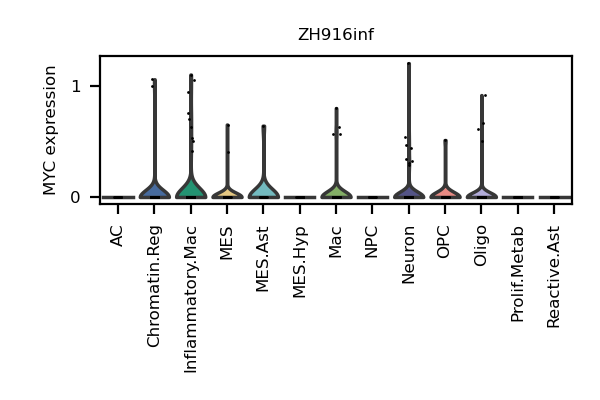 ZH916inf
MYC expression
1
0
AC
Chromatin.Reg
Inflammatory.Mac
MES
MES.Ast
MES.Hyp
Mac
NPC
Neuron
OPC
Oligo
Prolif.Metab
Reactive.Ast